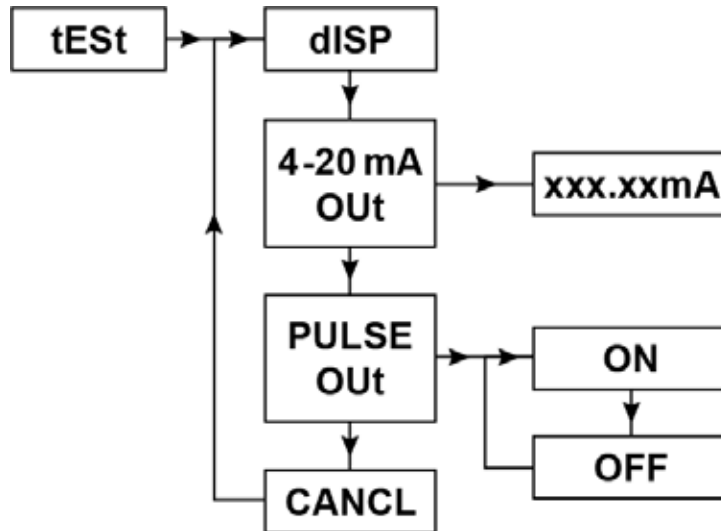 tESt
dISP
4-20 mA
OUt
xxx.xxmA
PULSE
OUt
ON
OFF
CANCL